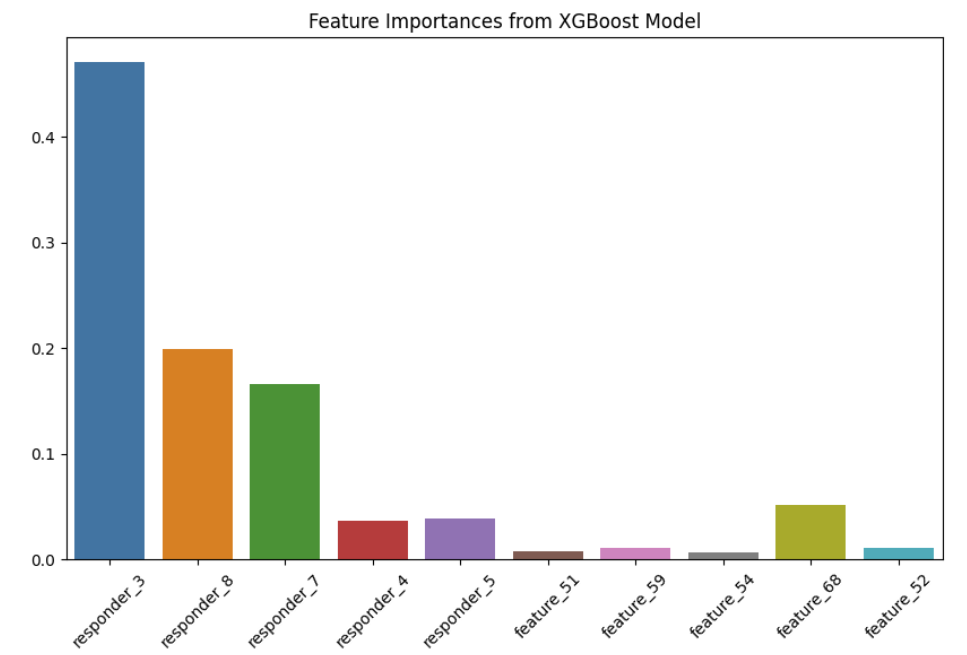 Feature Importances from XGBoost Model
0.4
0.3
0.2
0.1
0.0
responder_3
responder_8
responder_7
responder_4
responder_5
feature_51
feature_59
feature_54
feature_68
feature_52